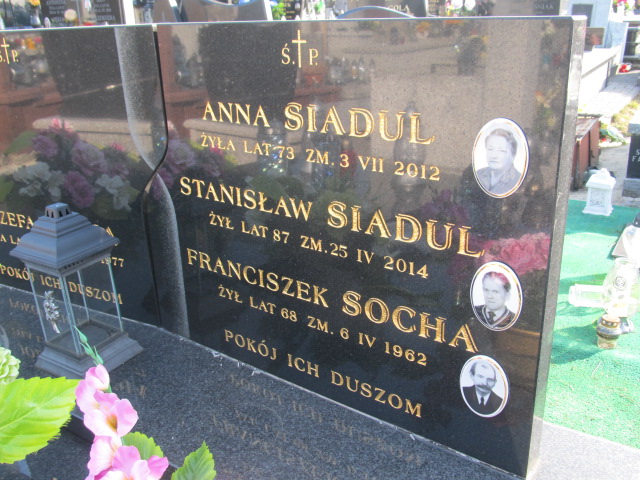 Ś.P.
ANNA SIADUL
ŻYŁA LAT 73 ZM. 3 VII 2012
STANISŁAW SIADUL
ŻYŁ LAT 87 ZM. 25 IV 2014
FRANCISZEK SOCHA
ŻYŁ LAT 68 ZM. 6 IV 1962
POKÓJ ICH DUSZOM
Ś.P.
1977
POKÓJ ICH DUSZOM